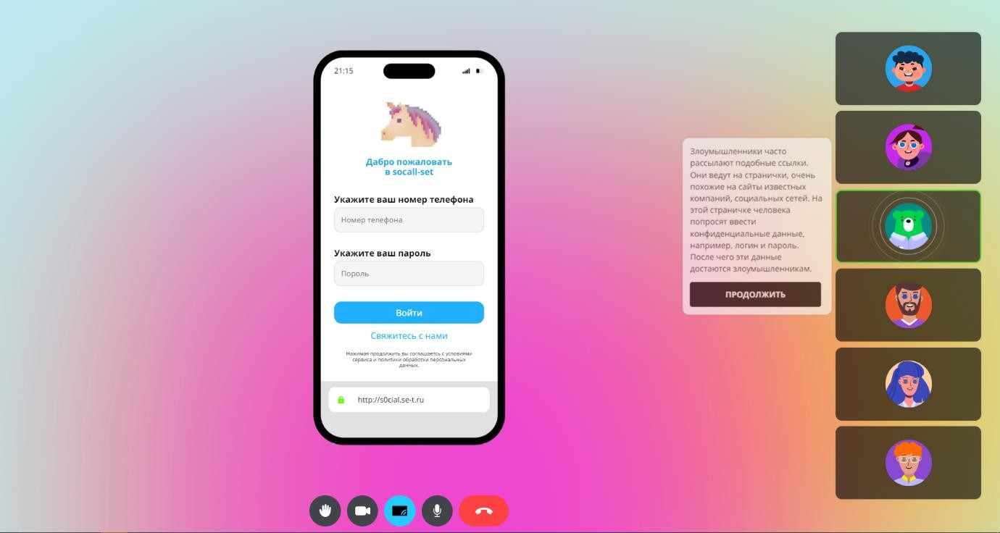 21:15
Дабро пожаловать
в socall-set
Укажите ваш номер телефона
Номер телефона
Укажите ваш пароль
Пароль
Войти
Свяжитесь с нами
Нажимая продолжить вы соглашаетсь с условиями
сервиса и политики обработки персональных
данных.
http://s0cial.se-t.ru
Злоумышленники часто
рассылают подобные ссылки.
Они ведут на странички, очень
похожие на сайты известных
компаний, социальных сетей. На
этой страничке человека
попросят ввести
конфиденциальные данные,
например, логин и пароль.
После чего эти данные
достаются злоумышленникам.
ПРОДОЛЖИТЬ